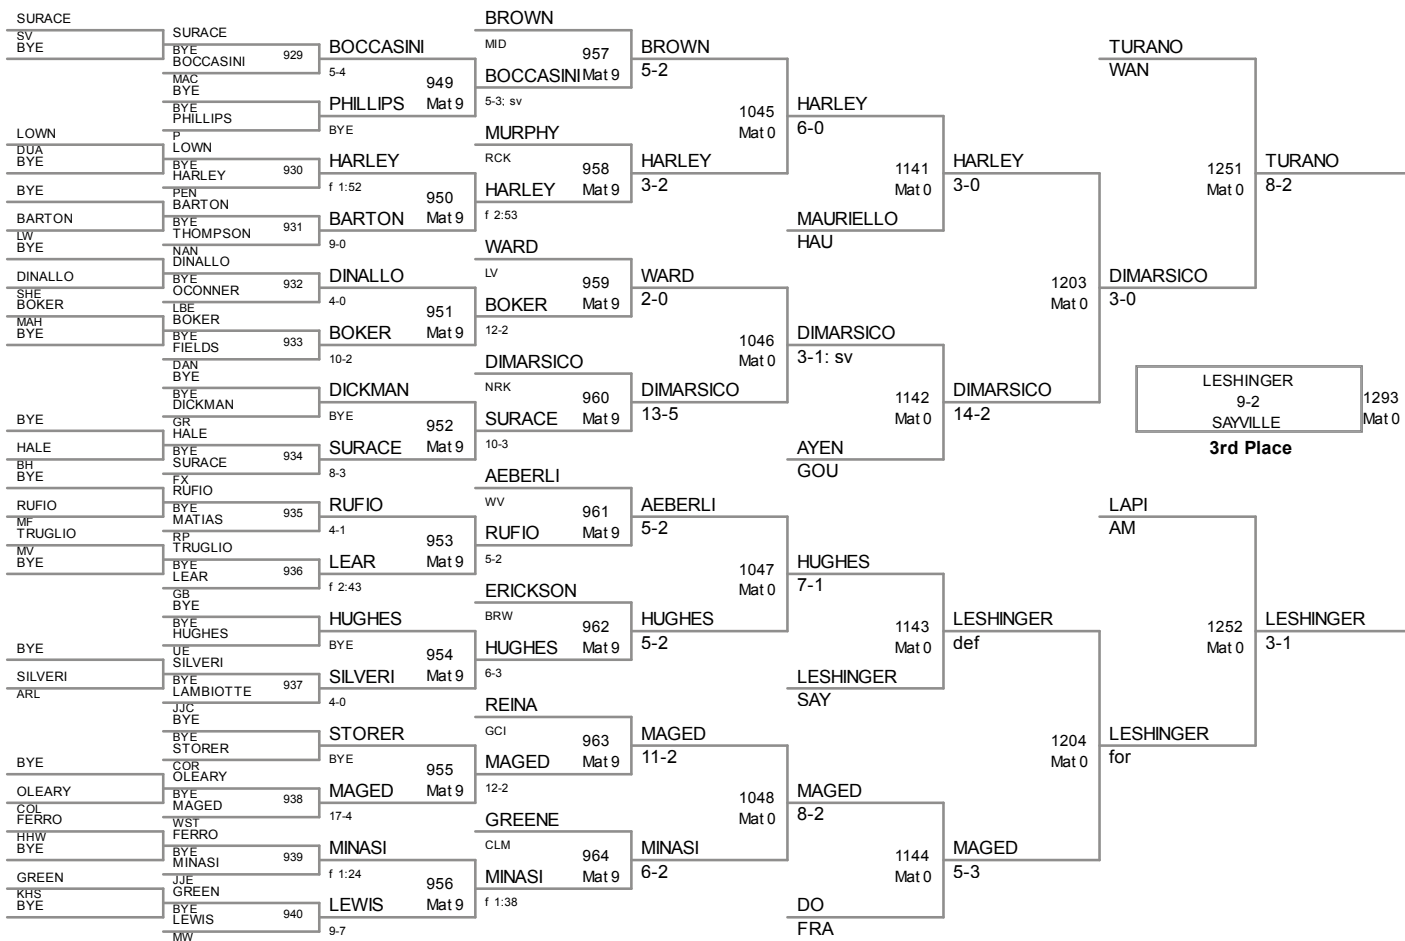 SURACE
SV
BYE
LOWN
DUA
BYE
BYE
BARTON
LW
BYE
DINALLO
SHE
BOKER
MAH
BYE
BYE
HALE
BH
BYE
RUFIO
MF
TRUGLIO
MV
BYE
BYE
SILVERI
ARL
BYE
OLEARY
COL
FERRO
HHW
BYE
GREEN
KHS
BYE
SURACE
BYE
929
BOCCASINI
MAC
BYE
BYE
PHILLIPS
P
LOWN
BYE
930
HARLEY
PEN
BARTON
BYE
931
THOMPSON
NAN
DINALLO
BYE
932
OCONNER
LBE
BOKER
BYE
933
FIELDS
DAN
BYE
BYE
DICKMAN
GR
HALE
BYE
934
SURACE
FX
RUFIO
BYE
935
MATIAS
RP
TRUGLIO
BYE
936
LEAR
GB
BYE
BYE
HUGHES
UE
SILVERI
BYE
937
LAMBIOTTE
JJC
BYE
BYE
STORER
COR
OLEARY
BYE
938
MAGED
WST
FERRO
BYE
939
MINASI
JJE
GREEN
BYE
940
LEWIS
MW
BOCCASINI
5-4
949
Mat 9
PHILLIPS
BYE
HARLEY
f 1:52
950
Mat 9
BARTON
9-0
DINALLO
4-0
951
Mat 9
BOKER
10-2
DICKMAN
BYE
952
Mat 9
SURACE
8-3
RUFIO
4-1
953
Mat 9
LEAR
f 2:43
HUGHES
BYE
954
Mat 9
SILVERI
4-0
STORER
BYE
955
Mat 9
MAGED
17-4
MINASI
f 1:24
956
Mat 9
LEWIS
9-7
BROWN
MID
957
Mat 9
BOCCASINI
5-3: sv
MURPHY
RCK
958
Mat 9
HARLEY
f 2:53
WARD
LV
959
Mat 9
BOKER
12-2
DIMARSICO
NRK
960
Mat 9
SURACE
10-3
AEBERLI
WV
961
Mat 9
RUFIO
5-2
ERICKSON
BRW
962
Mat 9
HUGHES
6-3
REINA
GCI
963
Mat 9
MAGED
12-2
GREENE
CLM
964
Mat 9
MINASI
f 1:38
BROWN
5-2
1045
Mat 0
HARLEY
3-2
WARD
2-0
1046
Mat 0
DIMARSICO
13-5
AEBERLI
5-2
1047
Mat 0
HUGHES
5-2
MAGED
11-2
1048
Mat 0
MINASI
6-2
HARLEY
6-0
1141
Mat 0
MAURIELLO
HAU
DIMARSICO
3-1: sv
1142
Mat 0
AYEN
GOU
HUGHES
7-1
1143
Mat 0
LESHINGER
SAY
MAGED
8-2
1144
Mat 0
DO
FRA
HARLEY
3-0
1203
Mat 0
DIMARSICO
14-2
LESHINGER
def
1204
Mat 0
MAGED
5-3
TURANO
WAN
1251
Mat 0
DIMARSICO
3-0
LAPI
AM
1252
Mat 0
LESHINGER
for
TURANO
8-2
LESHINGER
9-2
SAYVILLE
1293
Mat 0
3rd Place
LESHINGER
3-1